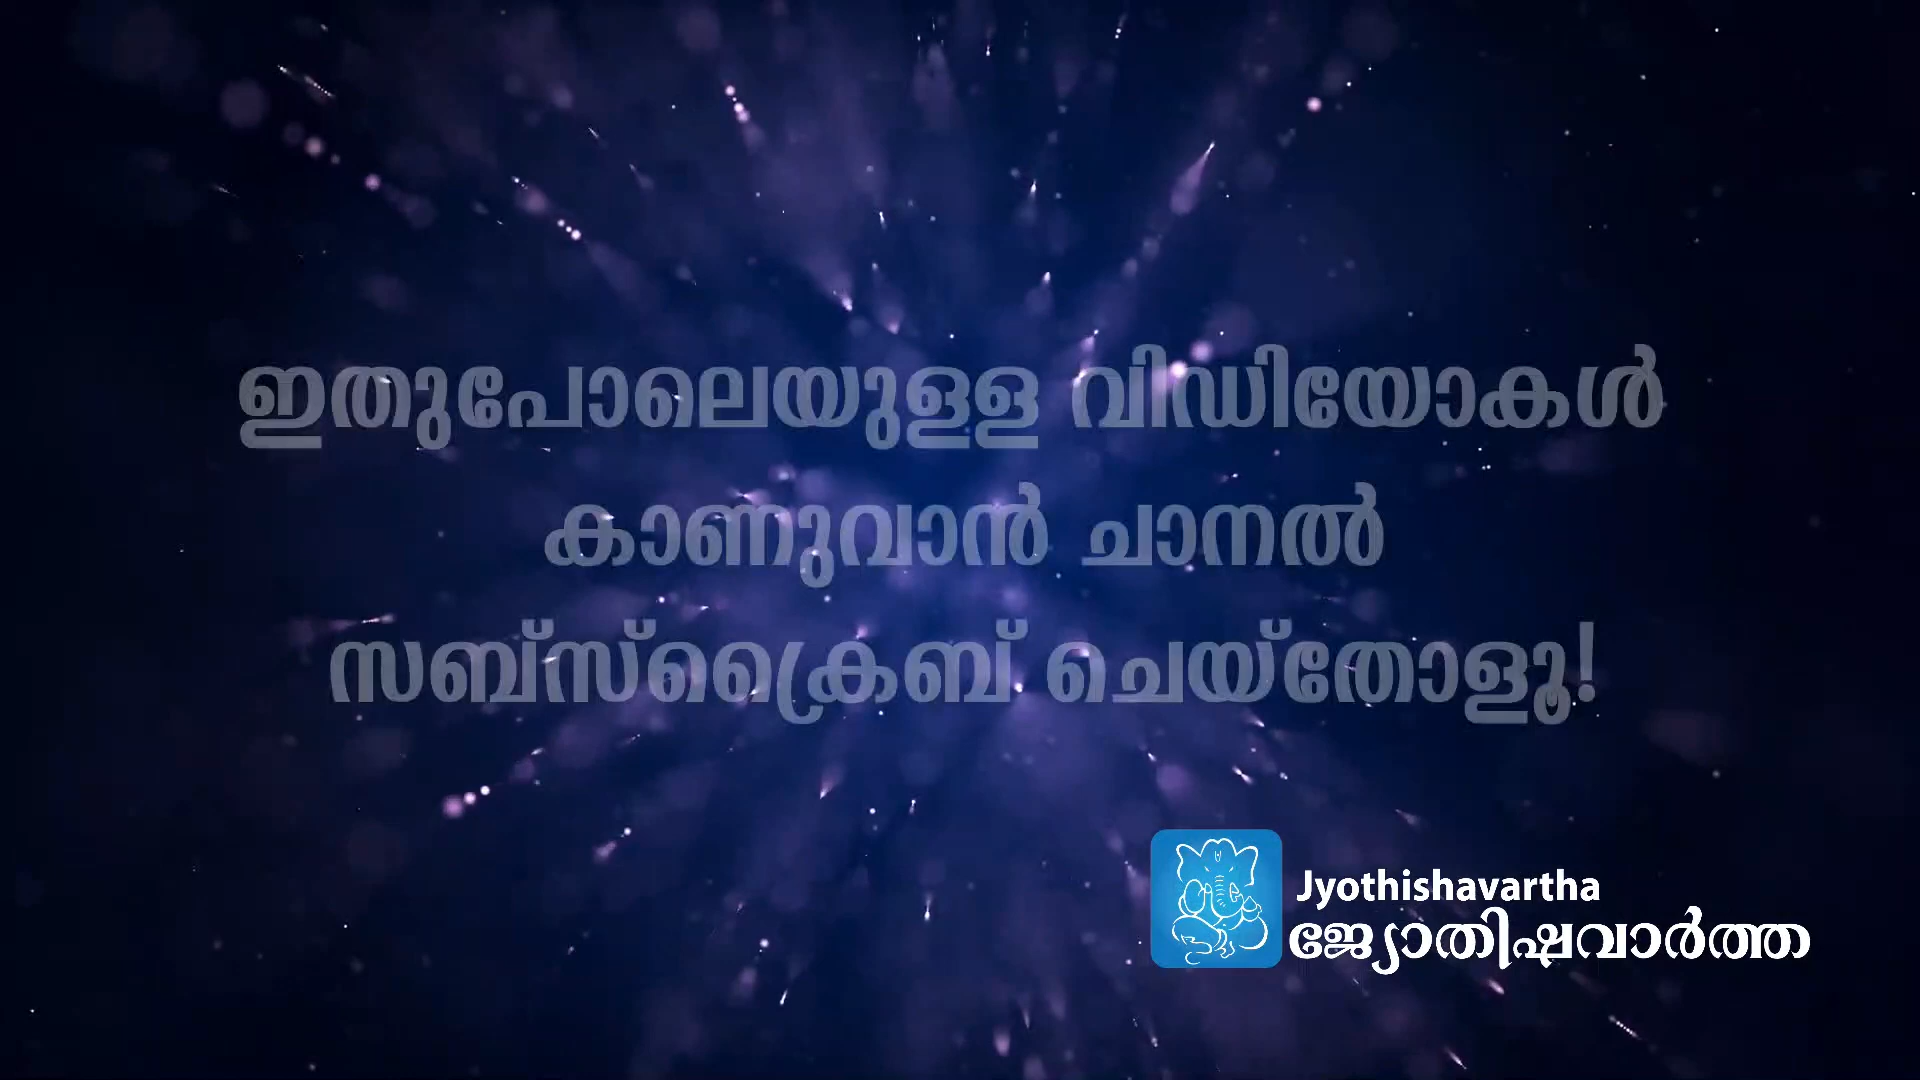 ഇതുപോലെയുള്ള വിഡിയോകൾ
കാണുവാൻ ചാനൽ
സബ്സ്ക്രൈബ് ചെയ്തോളൂ!
Jyothishavartha
ജ്യോതിഷവാർത്ത